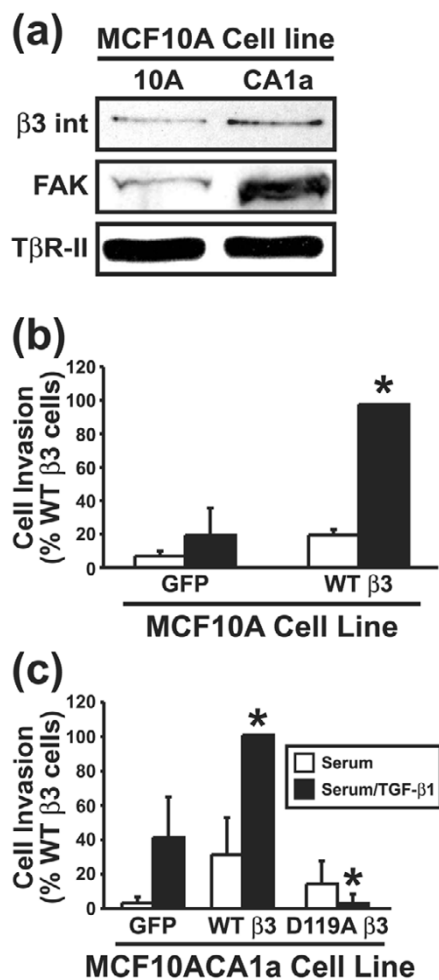 (a)
MCF10A Cell line
10A CA1a
β3 int
FAK
TβR-II
(b)
Cell Invasion
(% WT β3 cells)
120
100
80
60
40
20
0
*
GFP WT β3
MCF10A Cell Line
(c)
Cell Invasion
(% WT β3 cells)
120
100
80
60
40
20
0
*
Serum
Serum/TGF-β1
*
GFP WT β3 D119A β3
MCF10ACA1a Cell Line